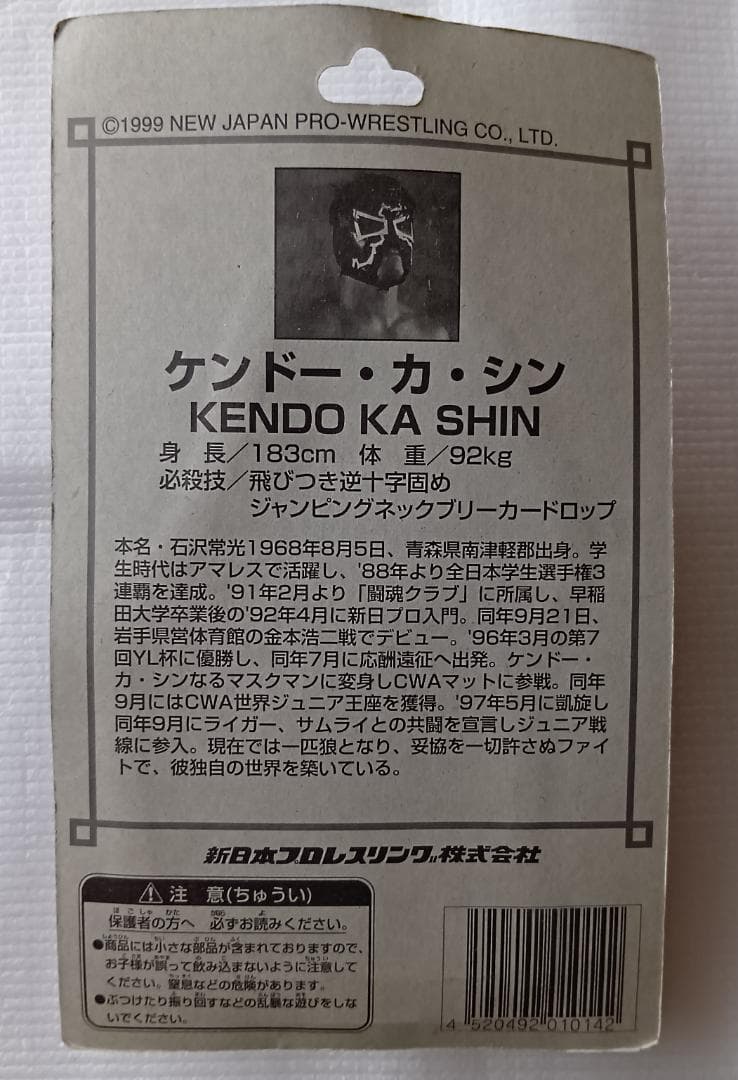 ©1999 NEW JAPAN PRO-WRESTLING CO., LTD.
ケンドー・カ・シン
KENDO KA SHIN
身 長／183cm 体 重／92kg
必殺技／飛びつき逆十字固め
ジャンピングネックブリーカードロップ
本名・石沢常光1968年8月5日、青森県南津軽郡出身。学
生時代はアマレスで活躍し、'88年より全日本学生選手権3
連覇を達成。'91年2月より「闘魂クラブ」に所属し、早稲
田大学卒業後の'92年4月に新日プロ入門。同年9月21日、
岩手県営体育館の金本浩二戦でデビュー。'96年3月の第7
回YL杯に優勝し、同年7月に応酬遠征へ出発。ケンドー・
カ・シンなるマスクマンに変身しCWAマットに参戦。同年
9月にはCWA世界ジュニア王座を獲得。'97年5月に凱旋し
同年9月にライガー、サムライとの共闘を宣言しジュニア戦
線に参入。現在では一匹狼となり、妥協を一切許さぬファイ
トで、彼独自の世界を築いている。
新日本プロレスリング株式会社
⚠注 意(ちゅうい)
保護者の方へ 必ずお読みください。
●商品には小さな部品が含まれておりますので、
お子様が誤って飲み込まないように注意して
ください。窒息などの危険があります。
●ぶつけたり振り回すなどの乱暴な遊びをしな
いでください。
4 520492 010142